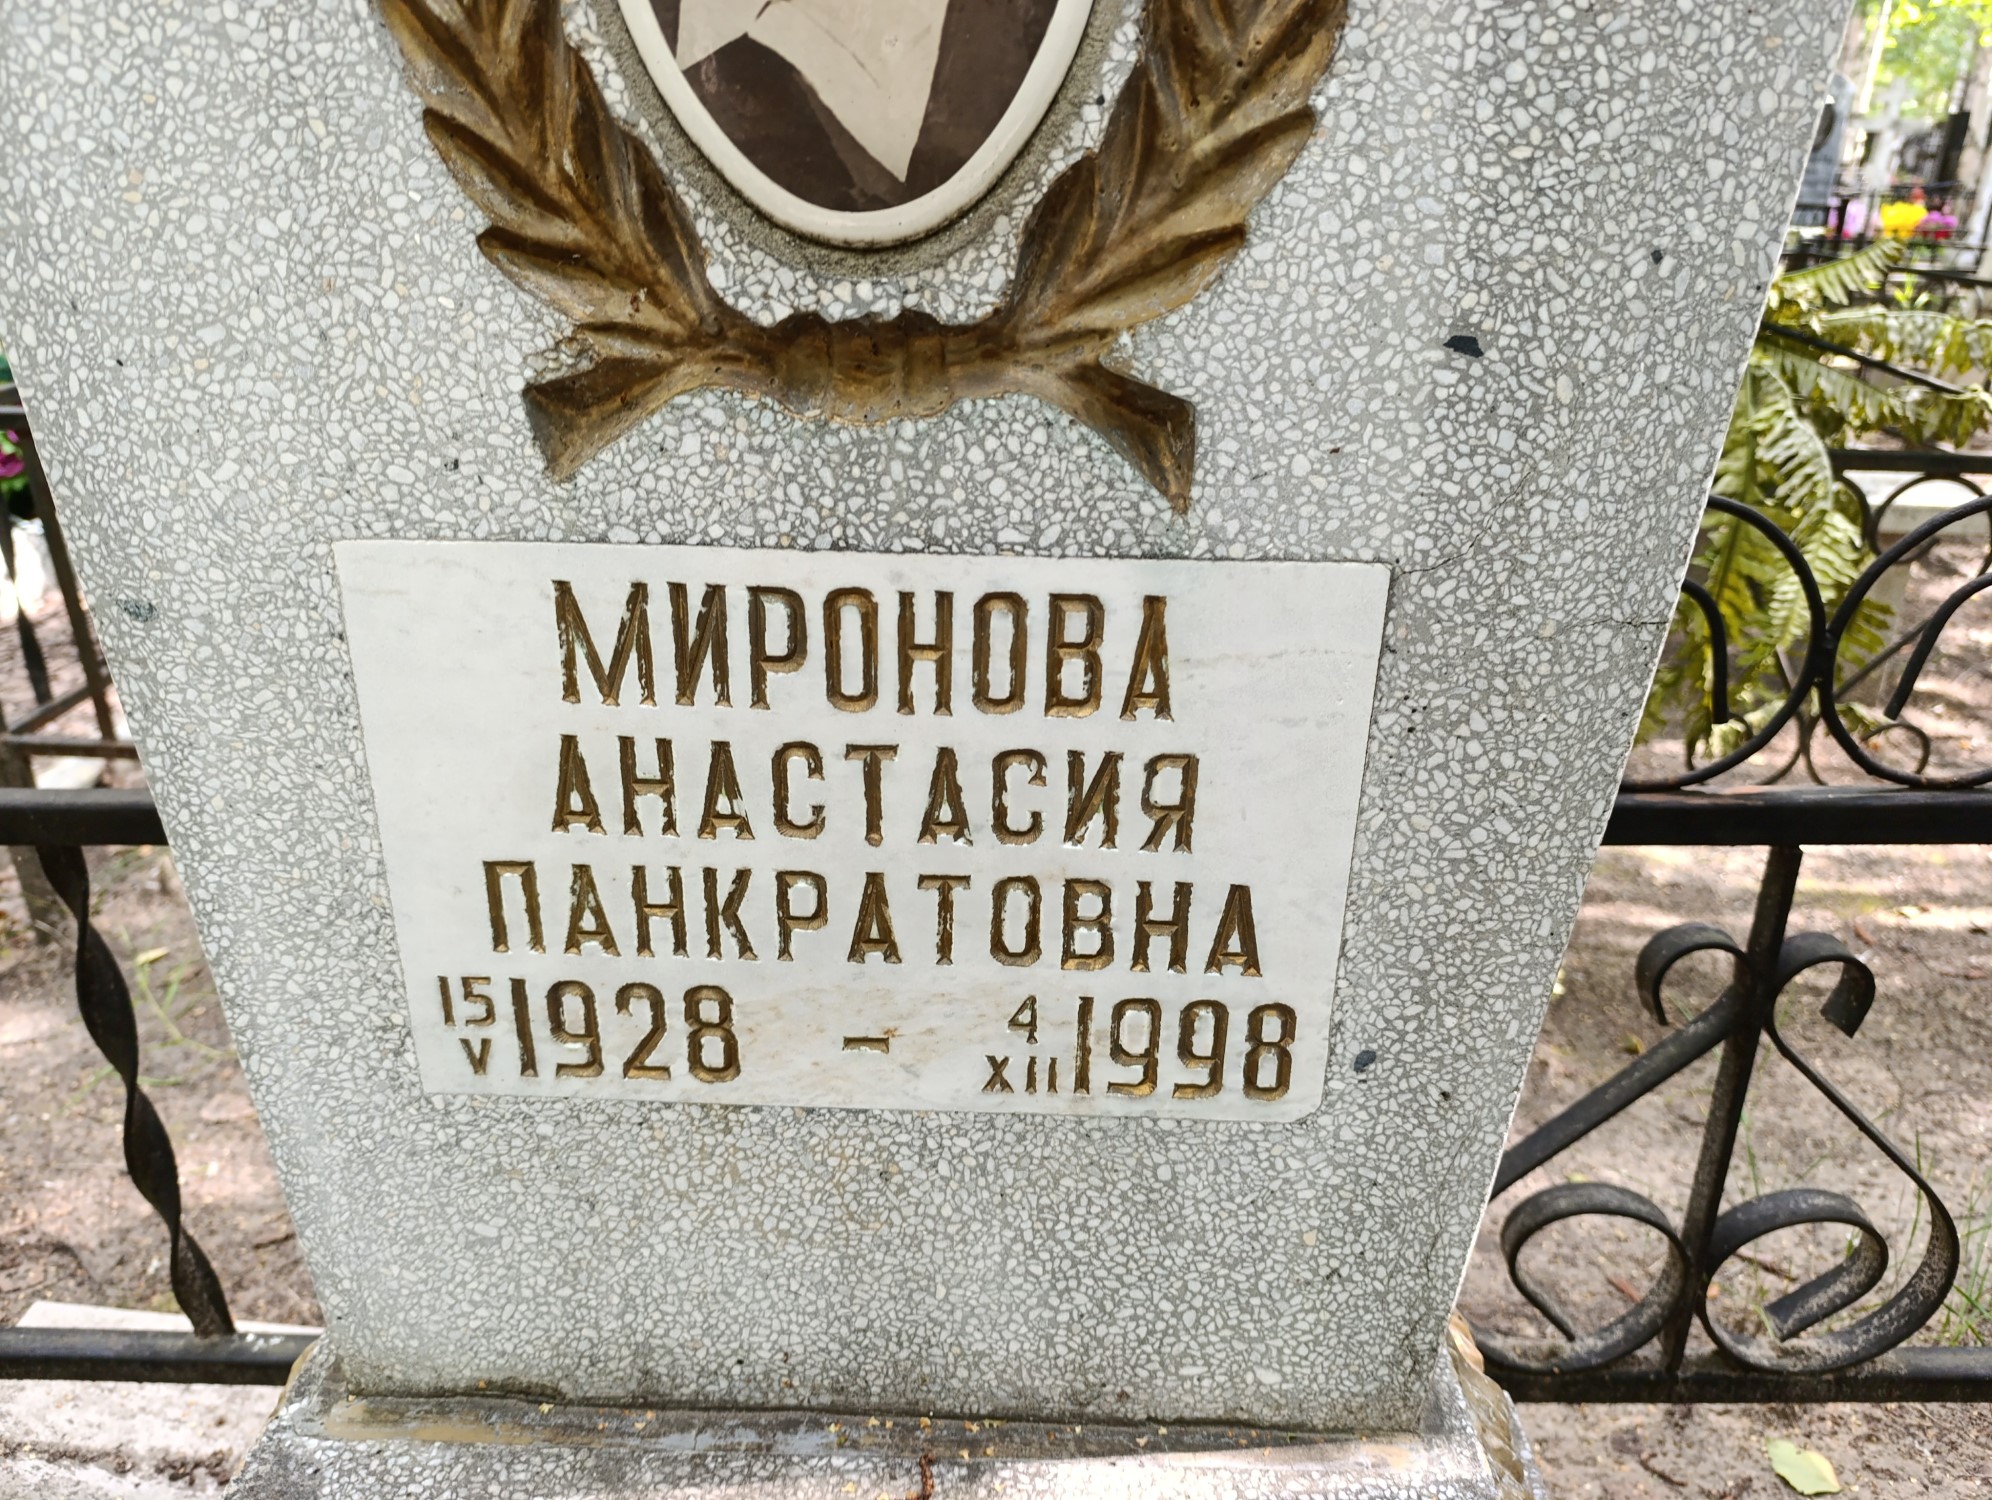 МИРОНОВА
АНАСТАСИЯ
ПАНКРАТОВНА
15/V 1928 - 4/XII 1998